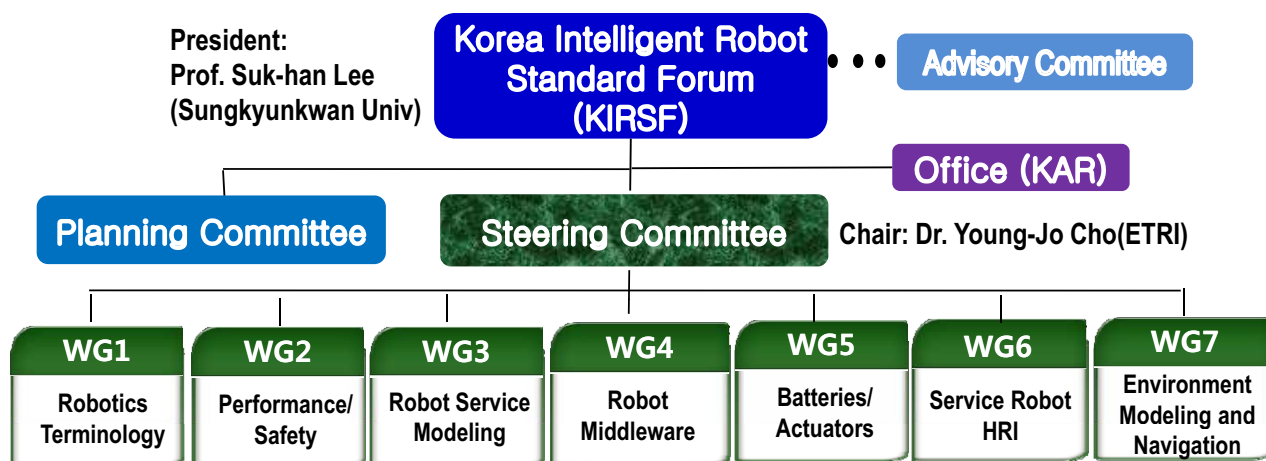 President:
Prof. Suk-han Lee
(Sungkyunkwan Univ)
Korea Intelligent Robot
Standard Forum
(KIRSF)
Advisory Committee
Office (KAR)
Planning Committee
Steering Committee
Chair: Dr. Young-Jo Cho(ETRI)
WG1
Robotics
Terminology
WG2
Performance/
Safety
WG3
Robot Service
Modeling
WG4
Robot
Middleware
WG5
Batteries/
Actuators
WG6
Service Robot
HRI
WG7
Environment
Modeling and
Navigation